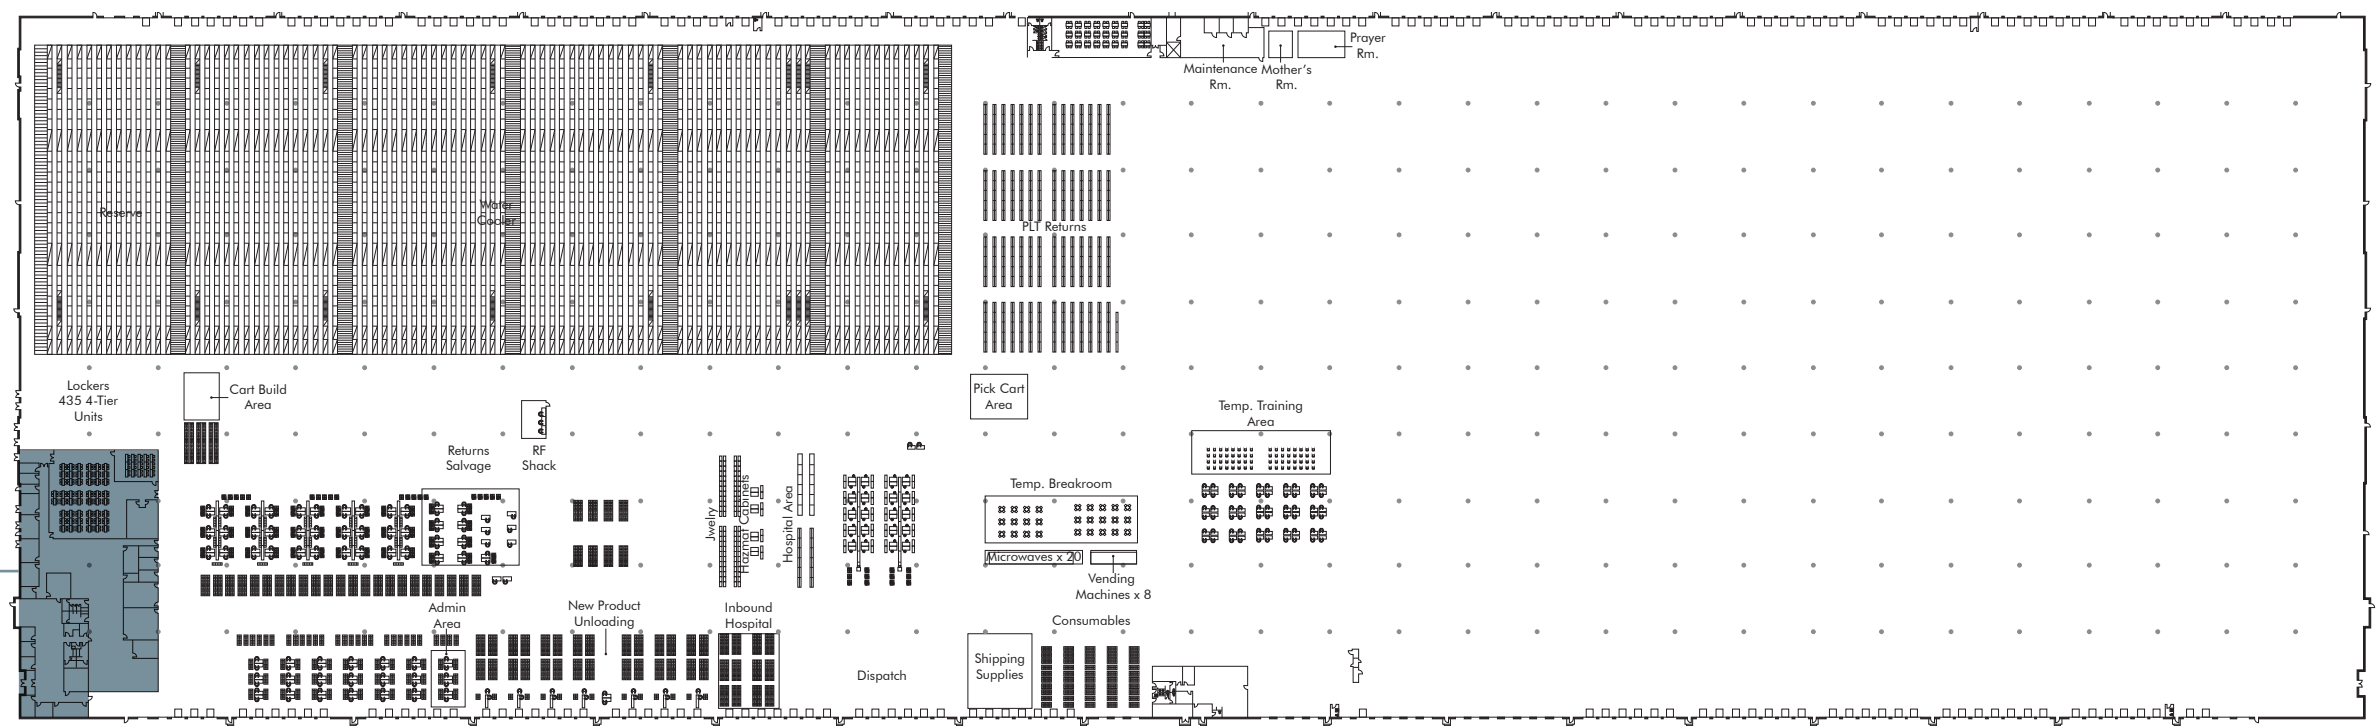 Prayer
Rm.
Maintenance
Rm.
Mother's
Rm.
Reserve
Water
Cooler
PLT Returns
Lockers
435 4-Tier
Units
Cart Build
Area
Pick Cart
Area
Temp. Training
Area
Returns
Salvage
RF
Shack
Jwelry
Hazmat Cabinets
Hospital Area
Temp. Breakroom
Microwaves x 20
Vending
Machines x 8
Admin
Area
New Product
Unloading
Inbound
Hospital
Consumables
Shipping
Supplies
Dispatch